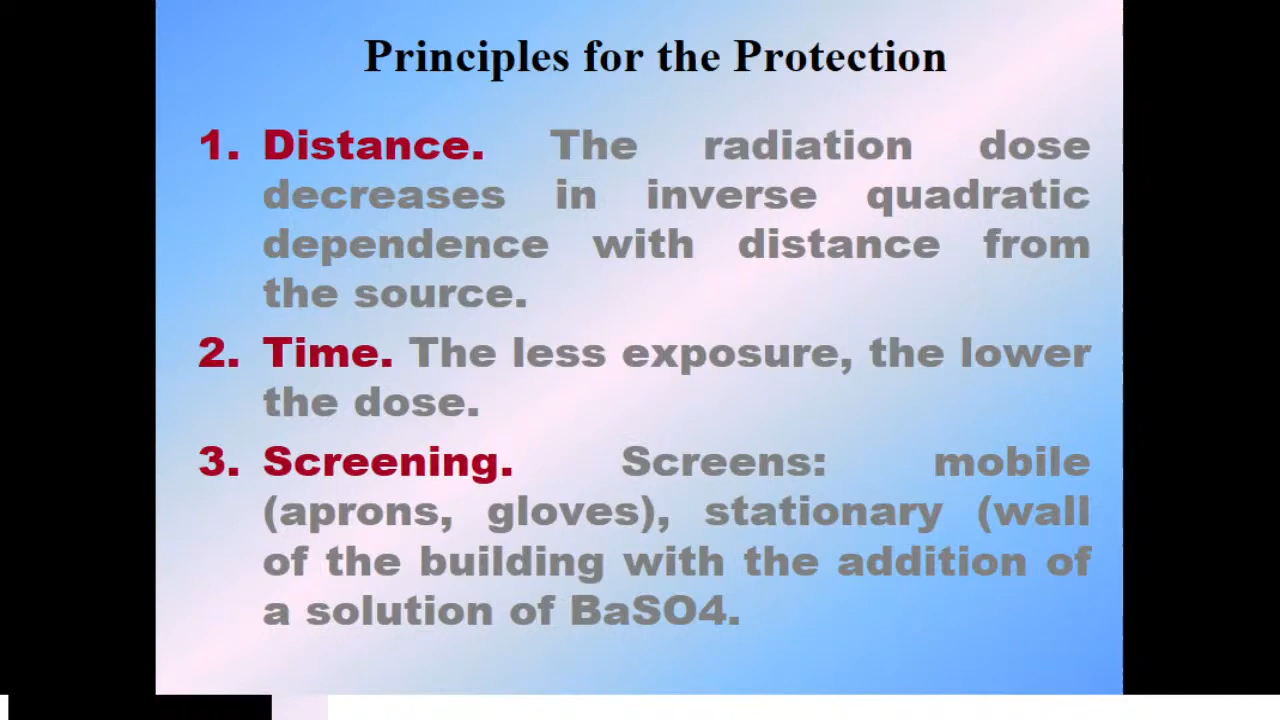 Principles for the Protection
1. Distance. The radiation dose
decreases in inverse quadratic
dependence with distance from
the source.
2. Time. The less exposure, the lower
the dose.
3. Screening. Screens: mobile
(aprons, gloves), stationary (wall
of the building with the addition of
a solution of BaSO4.